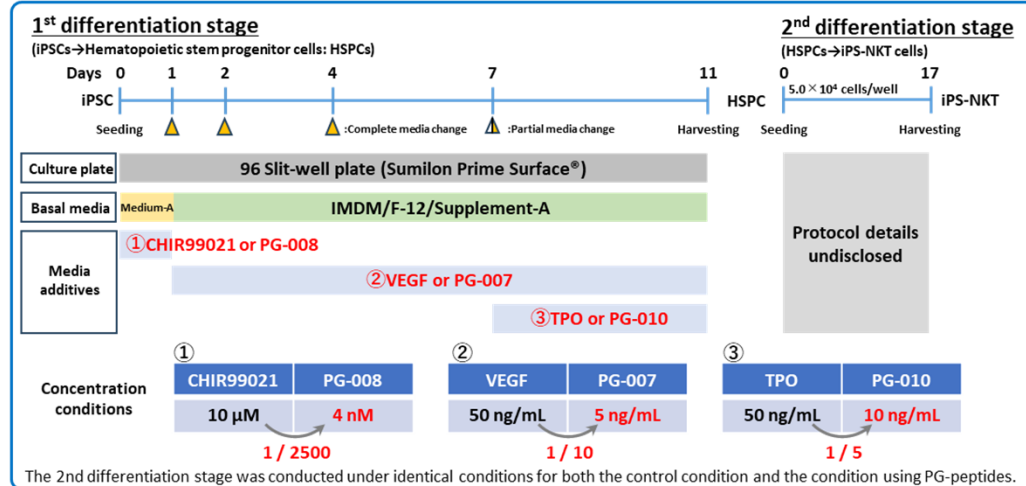 1st differentiation stage
(iPSCs→Hematopoietic stem progenitor cells: HSPCs)
2nd differentiation stage
(HSPCs→iPS-NKT cells)
Days 0 1 2 4 7 11
0 17
iPSC
HSPC
5.0×10⁴ cells/well
iPS-NKT
Seeding
:Complete media change
:Partial media change
Harvesting
Seeding
Harvesting
Culture plate
96 Slit-well plate (Sumilon Prime Surface®)
Basal media
Medium-A
IMDM/F-12/Supplement-A
Media
additives
①CHIR99021 or PG-008
②VEGF or PG-007
③TPO or PG-010
Protocol details
undisclosed
Concentration
conditions
①
CHIR99021 PG-008
10 μM 4 nM
1 / 2500
②
VEGF PG-007
50 ng/mL 5 ng/mL
1 / 10
③
TPO PG-010
50 ng/mL 10 ng/mL
1 / 5
The 2nd differentiation stage was conducted under identical conditions for both the control condition and the condition using PG-peptides.